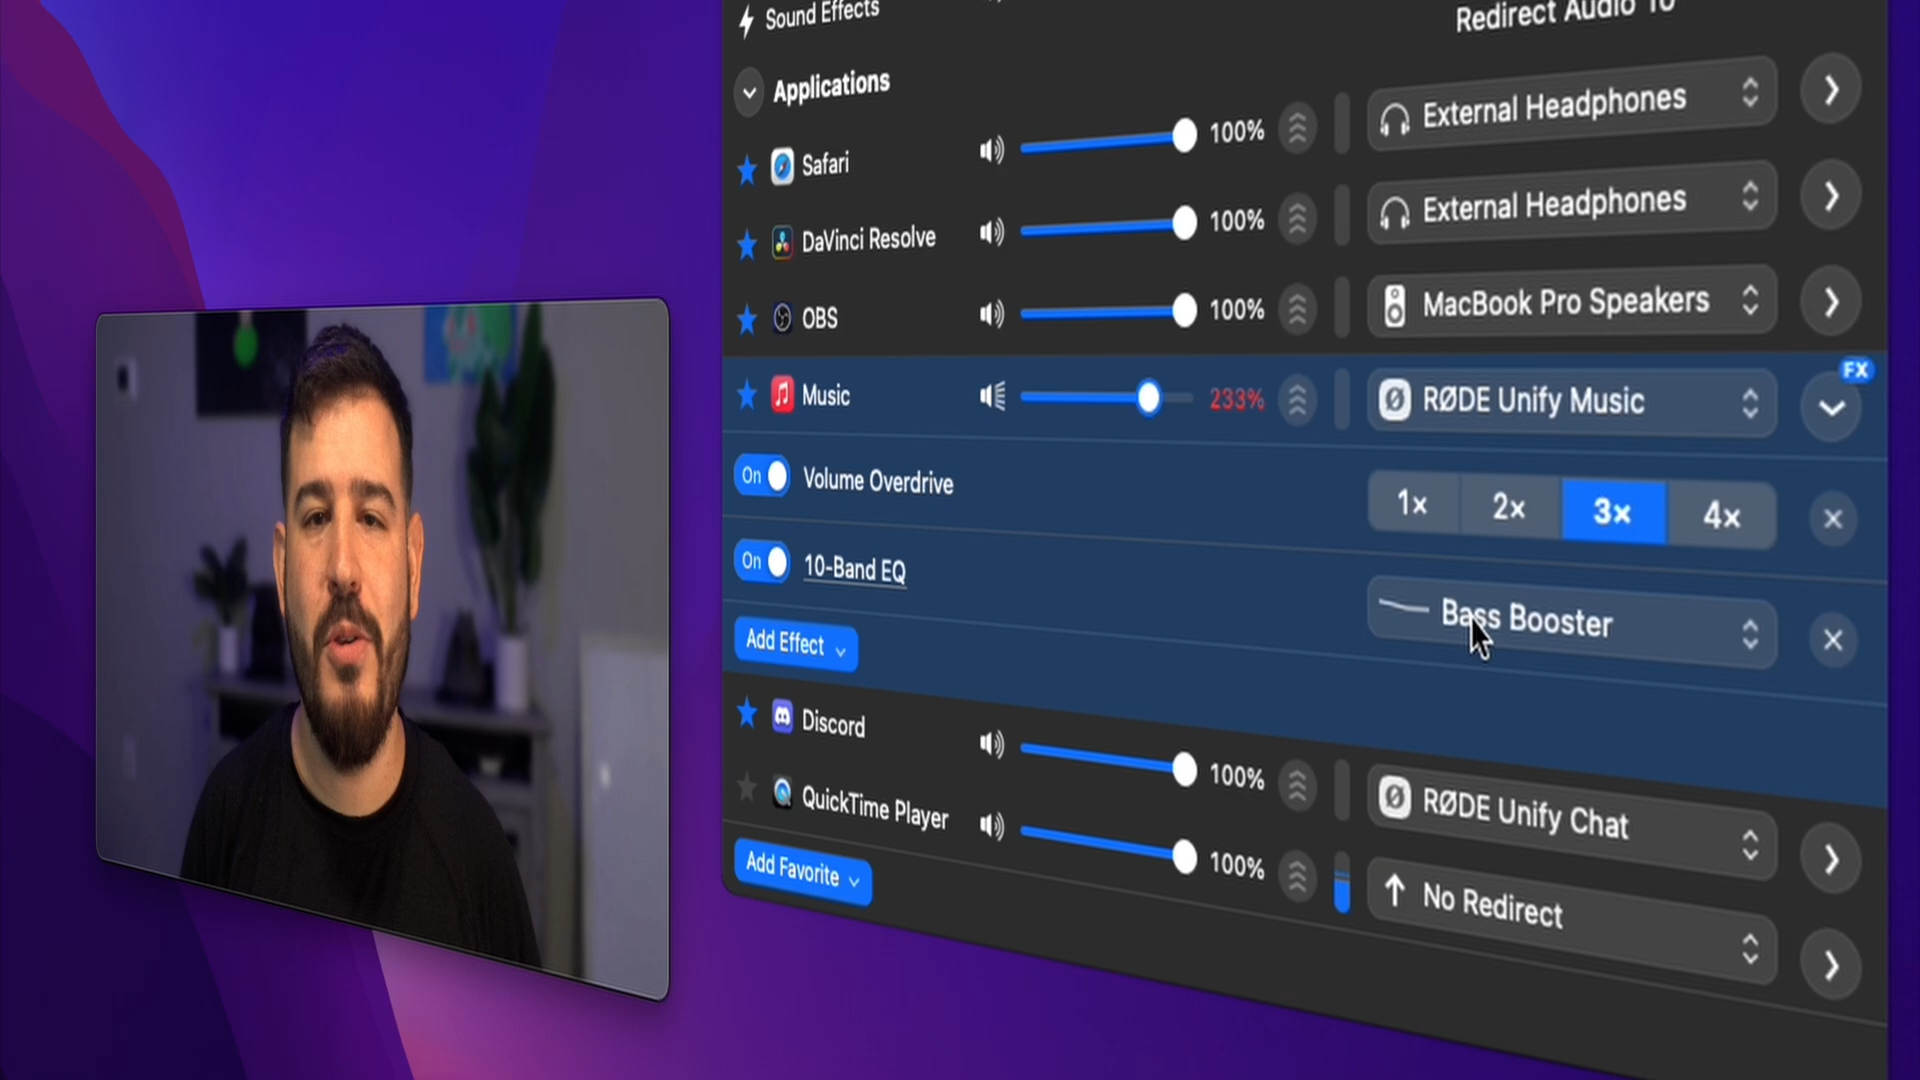 Sound Effects
Redirect Audio To
Applications
Safari
100%
External Headphones
DaVinci Resolve
100%
External Headphones
OBS
100%
MacBook Pro Speakers
Music
233%
RØDE Unify Music
FX
On
Volume Overdrive
1x
2x
3x
4x
On
10-Band EQ
Bass Booster
Add Effect
Discord
100%
RØDE Unify Chat
QuickTime Player
100%
No Redirect
Add Favorite